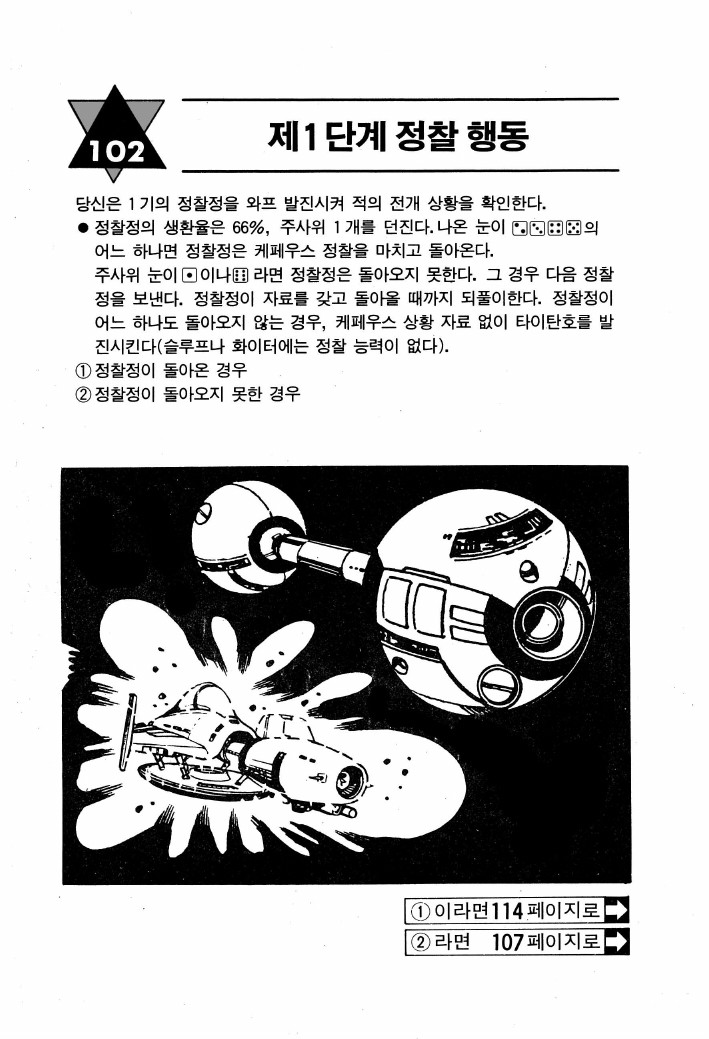 102
제1단계 정찰 행동
당신은 1기의 정찰정을 와프 발진시켜 적의 전개 상황을 확인한다.
● 정찰정의 생환율은 66%, 주사위 1개를 던진다. 나온 눈이 ⚁⚂⚃⚄의
어느 하나면 정찰정은 케페우스 정찰을 마치고 돌아온다.
주사위 눈이 ⚀이나 ⚅라면 정찰정은 돌아오지 못한다. 그 경우 다음 정찰
정을 보낸다. 정찰정이 자료를 갖고 돌아올 때까지 되풀이한다. 정찰정이
어느 하나도 돌아오지 않는 경우, 케페우스 상황 자료 없이 타이탄호를 발
진시킨다(슬루프나 화이터에는 정찰 능력이 없다).
① 정찰정이 돌아온 경우
② 정찰정이 돌아오지 못한 경우
① 이라면 114 페이지로
② 라면 107 페이지로